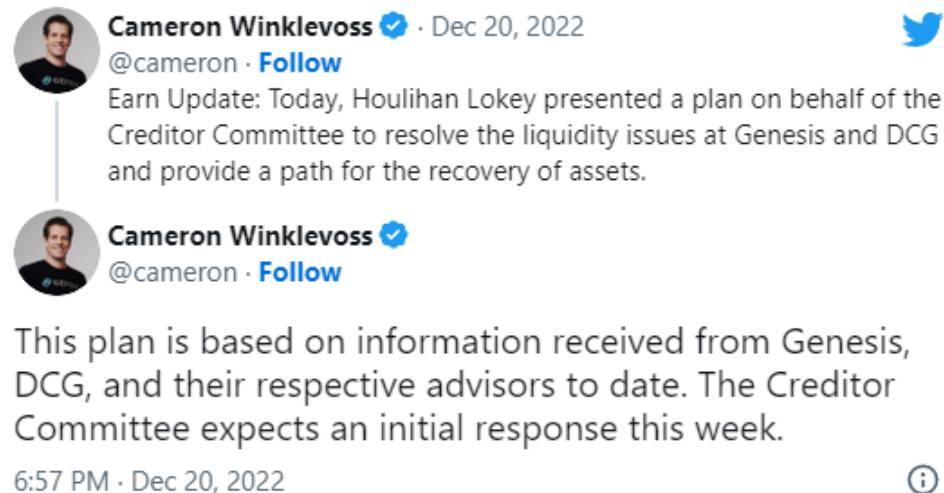 Cameron Winklevoss · Dec 20, 2022
@cameron · Follow
Earn Update: Today, Houlihan Lokey presented a plan on behalf of the
Creditor Committee to resolve the liquidity issues at Genesis and DCG
and provide a path for the recovery of assets.
Cameron Winklevoss
@cameron · Follow
This plan is based on information received from Genesis,
DCG, and their respective advisors to date. The Creditor
Committee expects an initial response this week.
6:57 PM · Dec 20, 2022